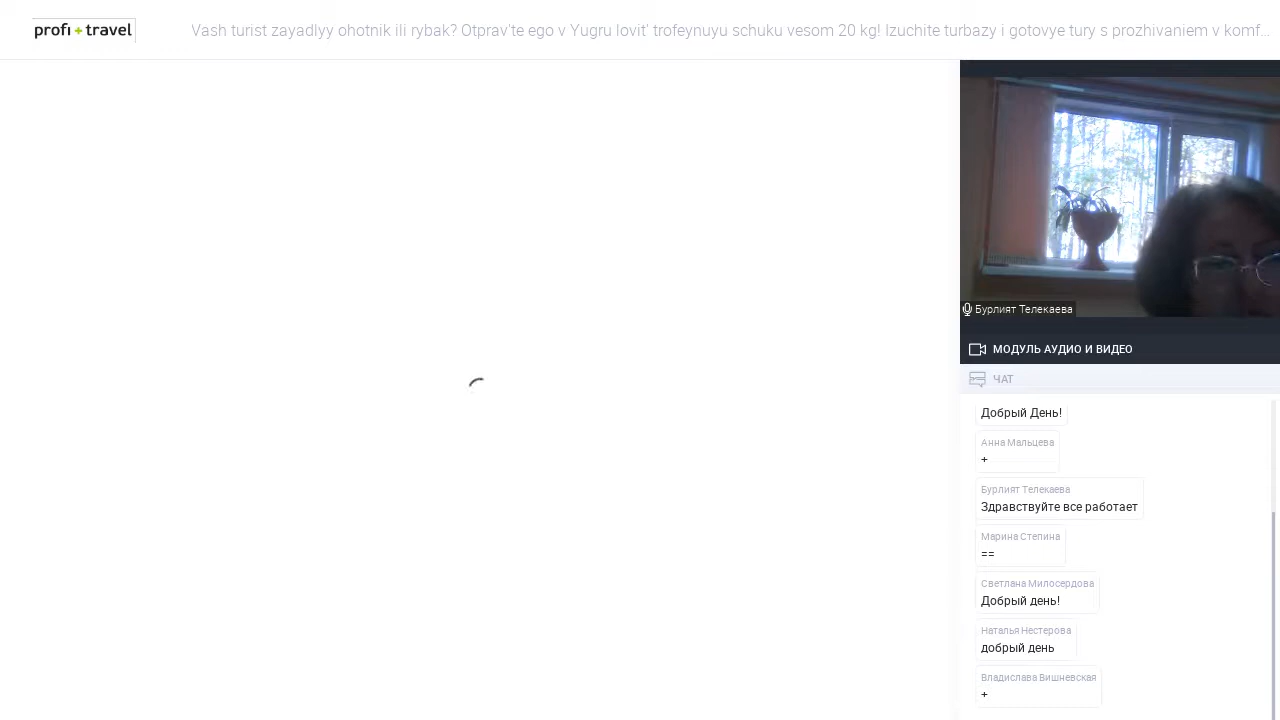 profi + travel
Vash turist zayadlyy ohotnik ili rybak? Otprav'te ego v Yugru lovit' trofeynuyu schuku vesom 20 kg! Izuchite turbazy i gotovye tury s prozhivaniem v komf...
Бурлият Телекаева
МОДУЛЬ АУДИО И ВИДЕО
ЧАТ
Добрый День!
Анна Мальцева
+
Бурлият Телекаева
Здравствуйте все работает
Марина Степина
==
Светлана Милосердова
Добрый день!
Наталья Нестерова
добрый день
Владислава Вишневская
+